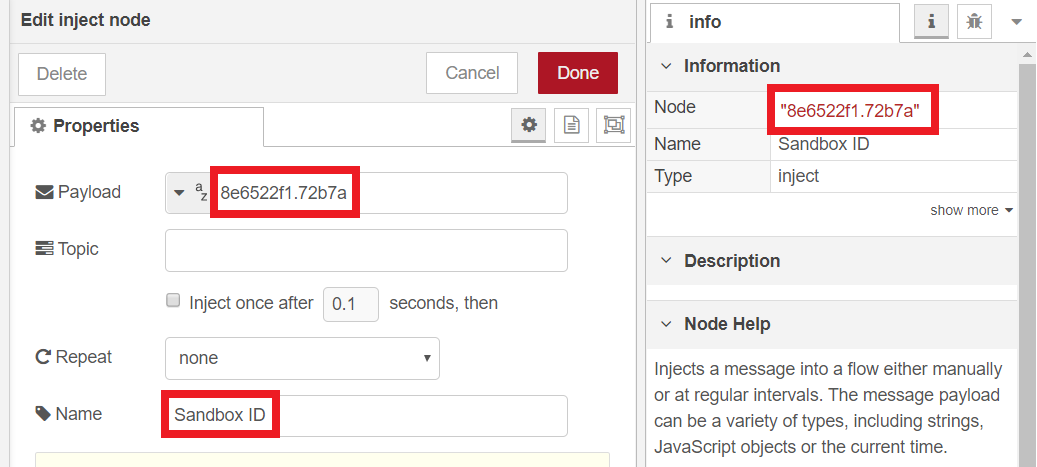 Edit inject node
Delete
Cancel
Done
Properties
Payload
az
8e6522f1.72b7a
Topic
Inject once after
0.1
seconds, then
Repeat
none
Name
Sandbox ID
info
Information
Node
"8e6522f1.72b7a"
Name
Sandbox ID
Type
inject
show more
Description
Node Help
Injects a message into a flow either manually
or at regular intervals. The message payload
can be a variety of types, including strings,
JavaScript objects or the current time.